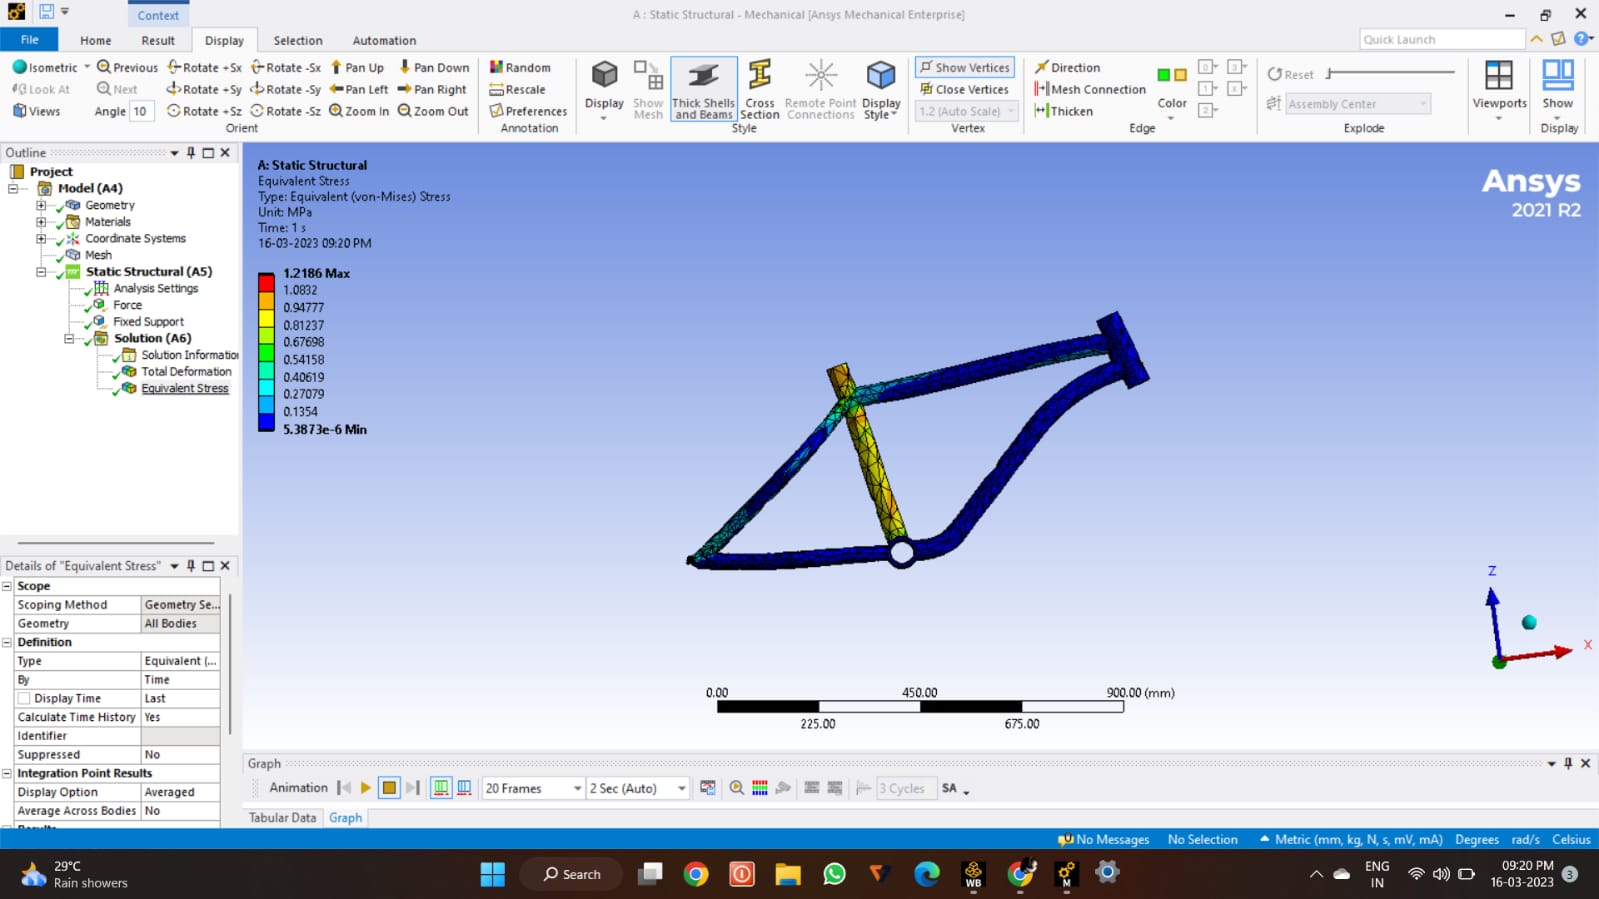 Context
A : Static Structural - Mechanical [Ansys Mechanical Enterprise]
File Home Result Display Selection Automation
Quick Launch
Isometric Previous Rotate +Sx Rotate -Sx Pan Up Pan Down
Look At Next Rotate +Sy Rotate -Sy Pan Left Pan Right
Views Angle 10 Rotate +Sz Rotate -Sz Zoom In Zoom Out
Orient
Random
Rescale
Preferences
Annotation
Display
Show Mesh
Thick Shells and Beams
Cross Section
Remote Point Connections
Display Style
Style
Show Vertices
Close Vertices
1.2 (Auto Scale)
Vertex
Direction
Mesh Connection
Thicken
Color
Edge
Reset
Assembly Center
Explode
Viewports
Show
Display
Outline
Project
Model (A4)
Geometry
Materials
Coordinate Systems
Mesh
Static Structural (A5)
Analysis Settings
Force
Fixed Support
Solution (A6)
Solution Informatio
Total Deformation
Equivalent Stress
A: Static Structural
Equivalent Stress
Type: Equivalent (von-Mises) Stress
Unit: MPa
Time: 1 s
16-03-2023 09:20 PM
1.2186 Max
1.0832
0.94777
0.81237
0.67698
0.54158
0.40619
0.27079
0.1354
5.3873e-6 Min
Ansys
2021 R2
Z
X
0.00 450.00 900.00 (mm)
225.00 675.00
Details of "Equivalent Stress"
Scope
Scoping Method Geometry Se...
Geometry All Bodies
Definition
Type Equivalent (...
By Time
Display Time Last
Calculate Time History Yes
Identifier
Suppressed No
Integration Point Results
Display Option Averaged
Average Across Bodies No
Graph
Animation 20 Frames 2 Sec (Auto) 3 Cycles SA
Tabular Data Graph
No Messages No Selection Metric (mm, kg, N, s, mV, mA) Degrees rad/s Celsius
29°C
Rain showers
Search
WB
M
ENG
IN
09:20 PM
16-03-2023
3